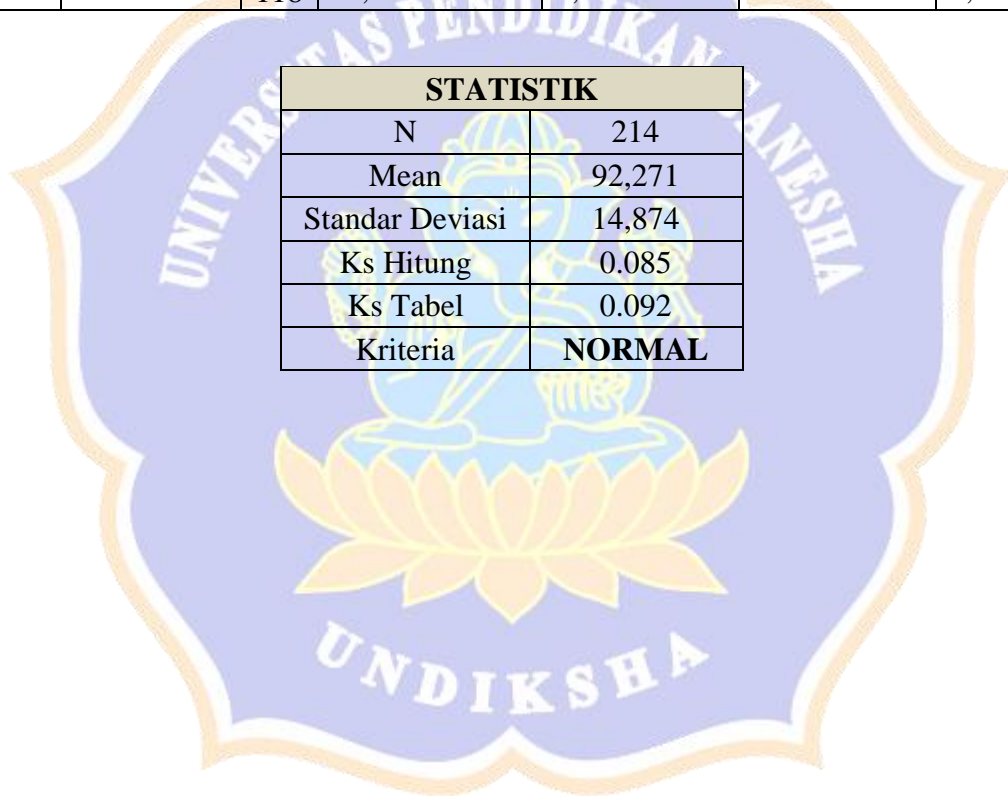 UNIVERSITAS PENDIDIKAN GANESHA
STATISTIK
N 214
Mean 92,271
Standar Deviasi 14,874
Ks Hitung 0.085
Ks Tabel 0.092
Kriteria NORMAL
UNDIKSHA